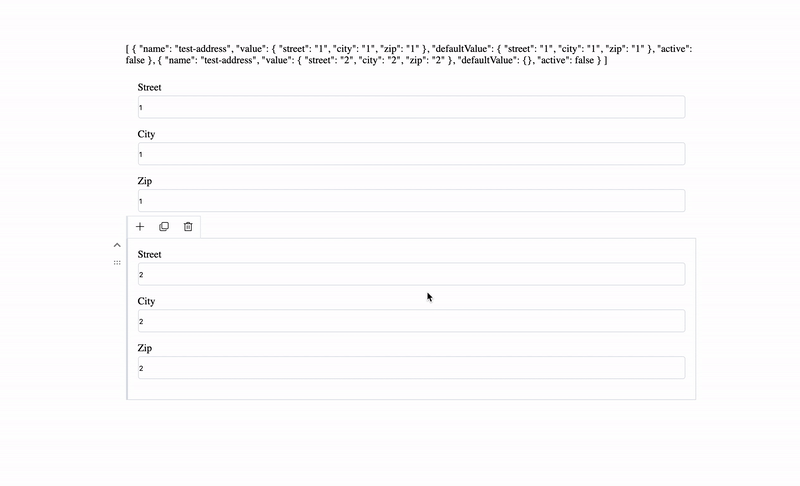 [ { "name": "test-address", "value": { "street": "1", "city": "1", "zip": "1" }, "defaultValue": { "street": "1", "city": "1", "zip": "1" }, "active":
false }, { "name": "test-address", "value": { "street": "2", "city": "2", "zip": "2" }, "defaultValue": {}, "active": false } ]
Street
1
City
1
Zip
1
Street
2
City
2
Zip
2